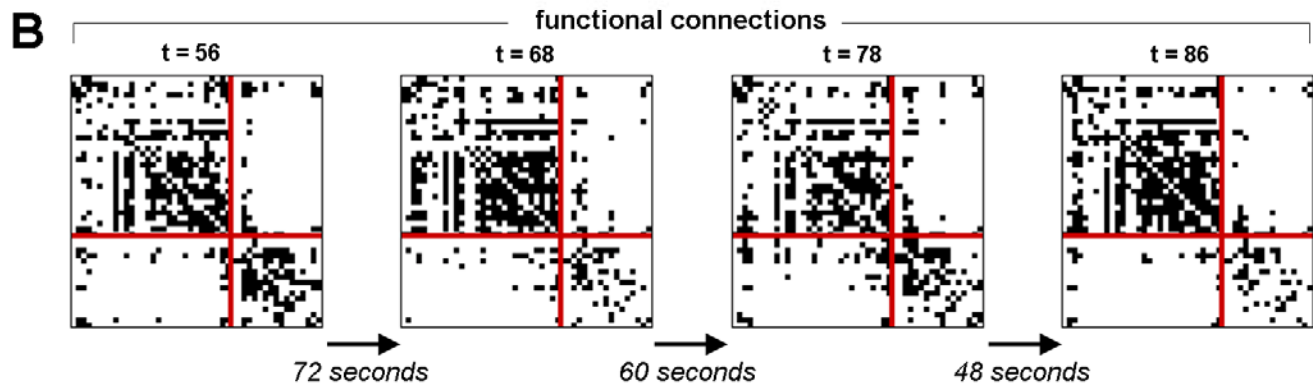 B
functional connections
t = 56
t = 68
t = 78
t = 86
72 seconds
60 seconds
48 seconds